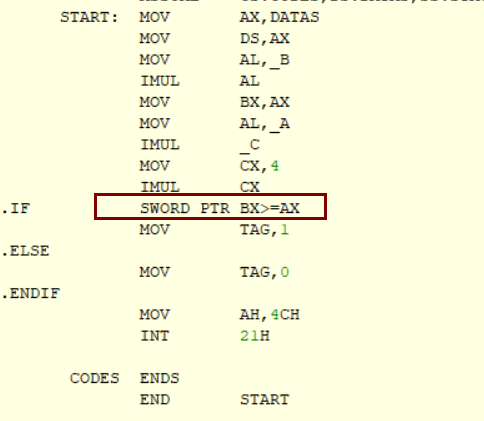 START: MOV AX,DATAS
MOV DS,AX
MOV AL,_B
IMUL AL
MOV BX,AX
MOV AL,_A
IMUL _C
MOV CX,4
IMUL CX
.IF SWORD PTR BX>=AX
MOV TAG,1
.ELSE
MOV TAG,0
.ENDIF
MOV AH,4CH
INT 21H
CODES ENDS
END START